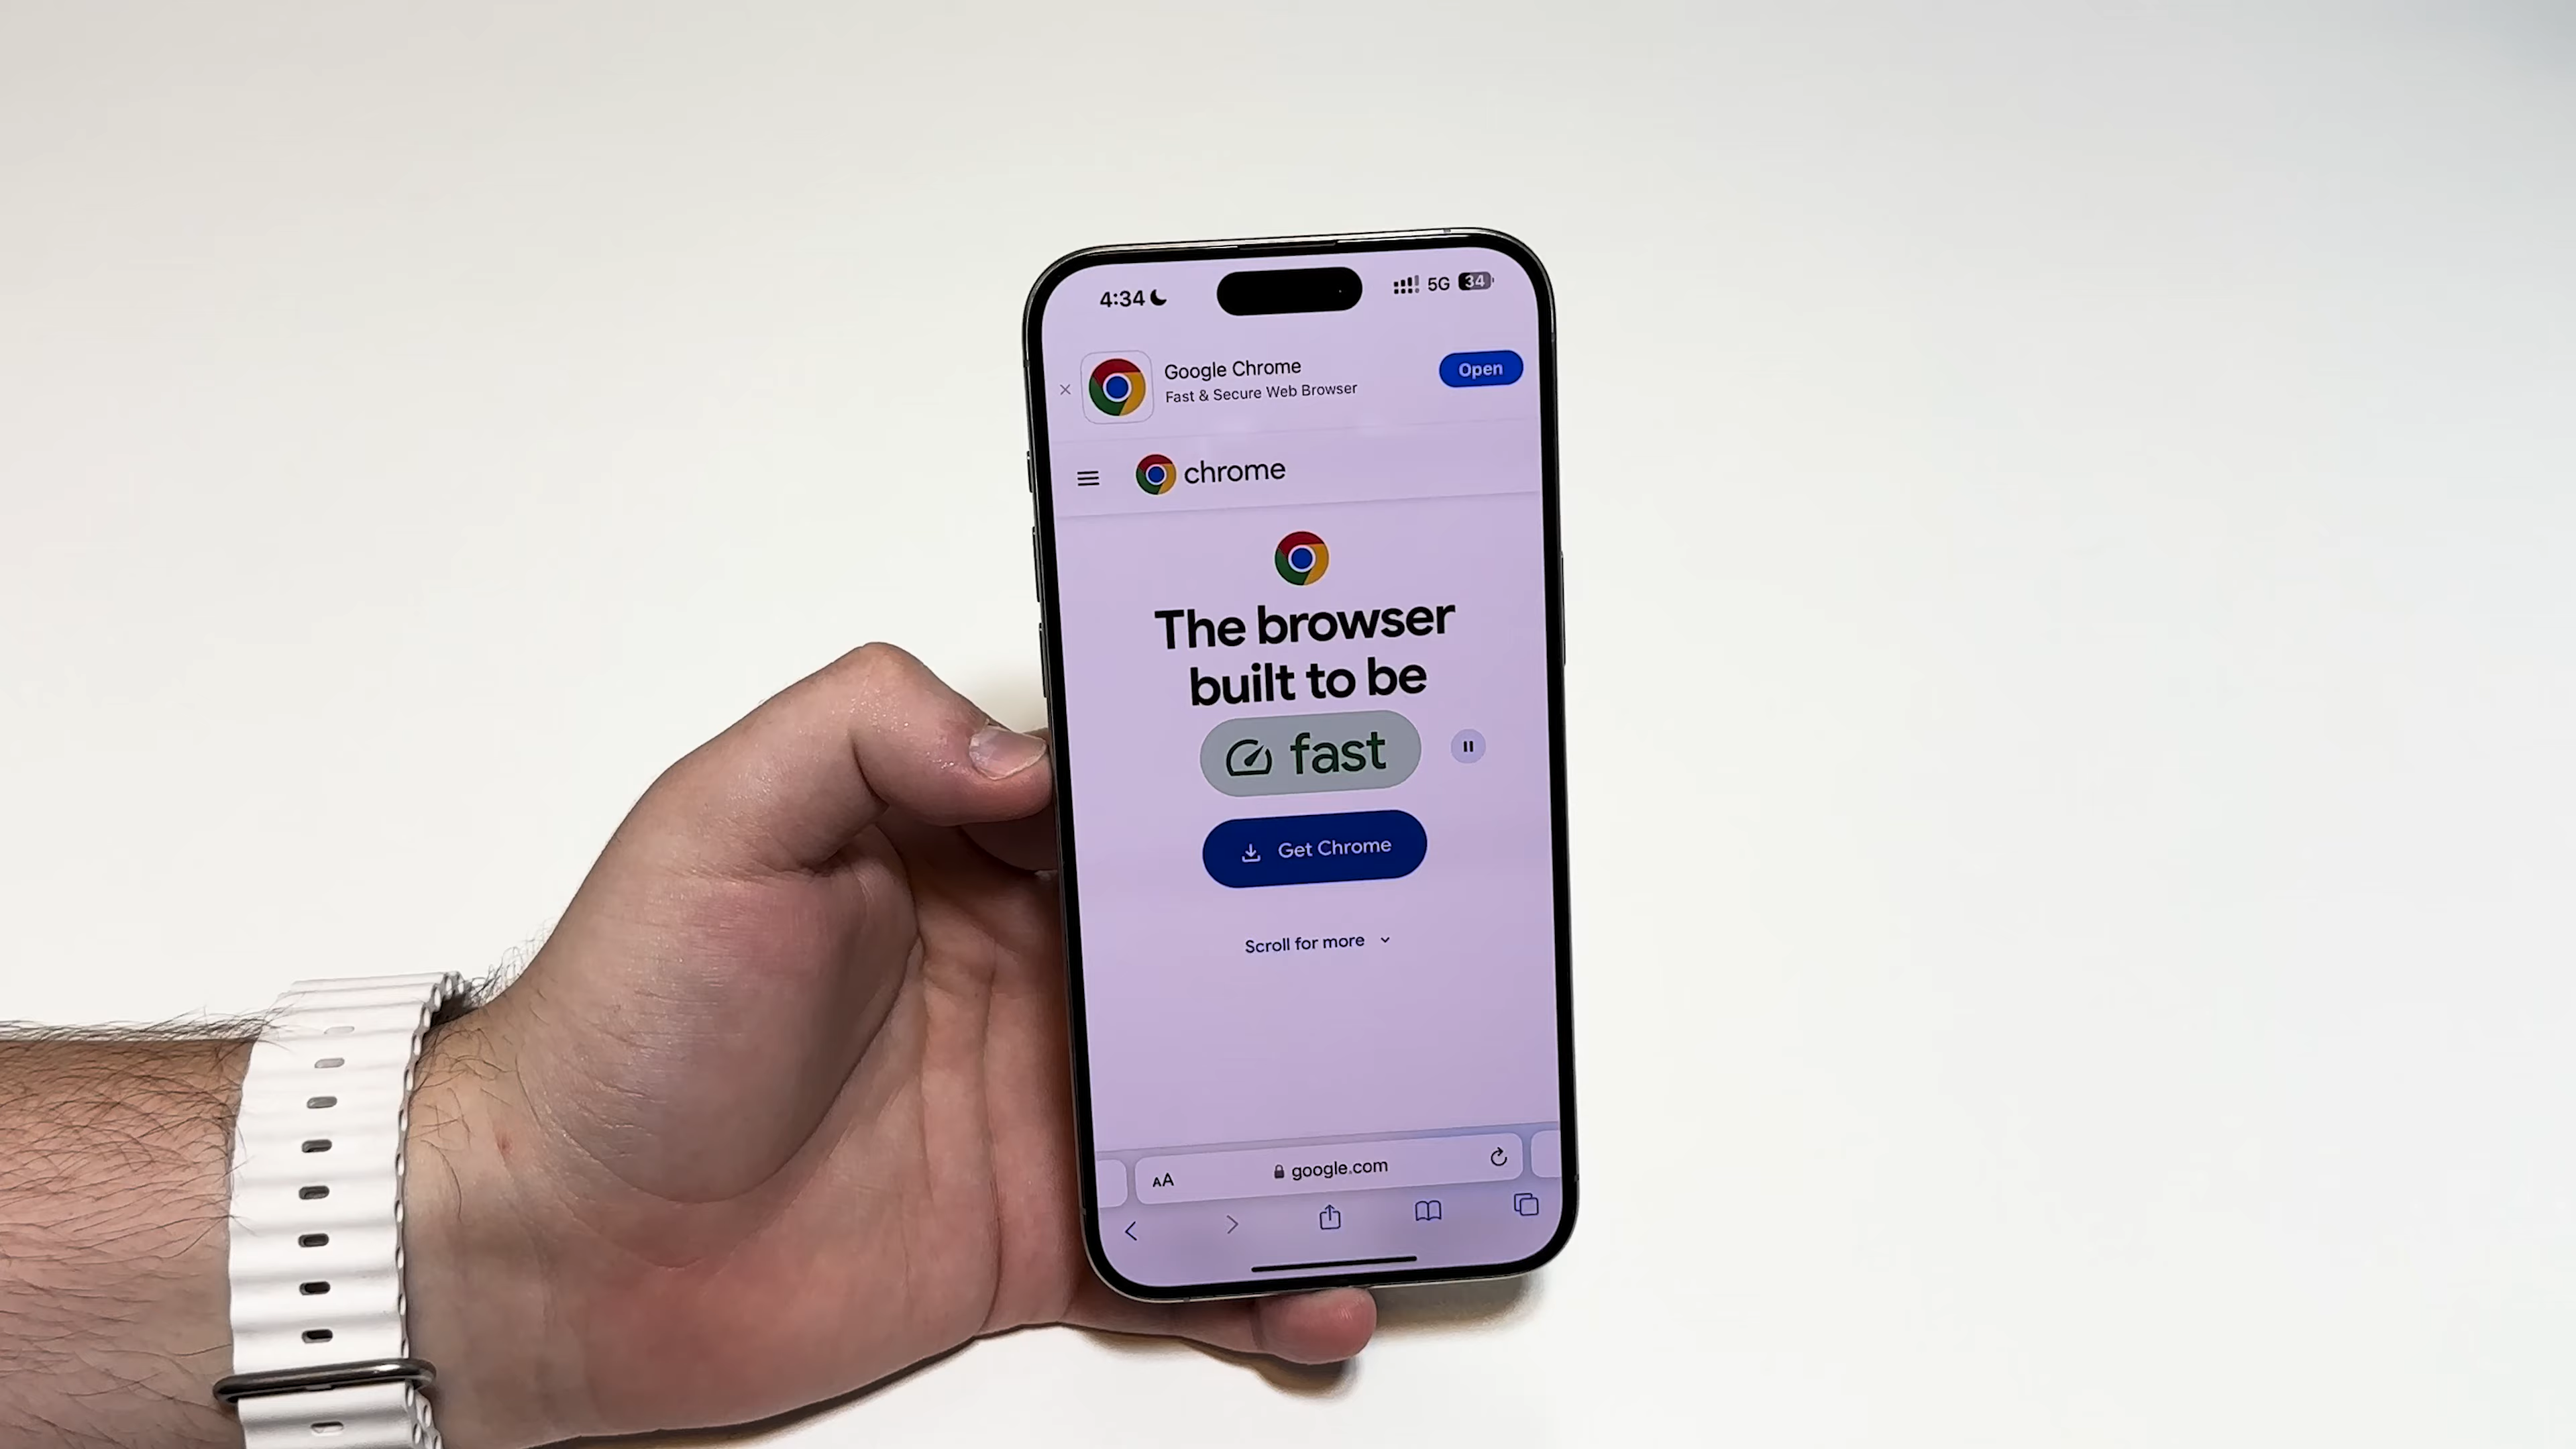 4:34 5G 34
Google Chrome
Fast & Secure Web Browser
Open
chrome
The browser
built to be
fast
Get Chrome
Scroll for more
AA google.com